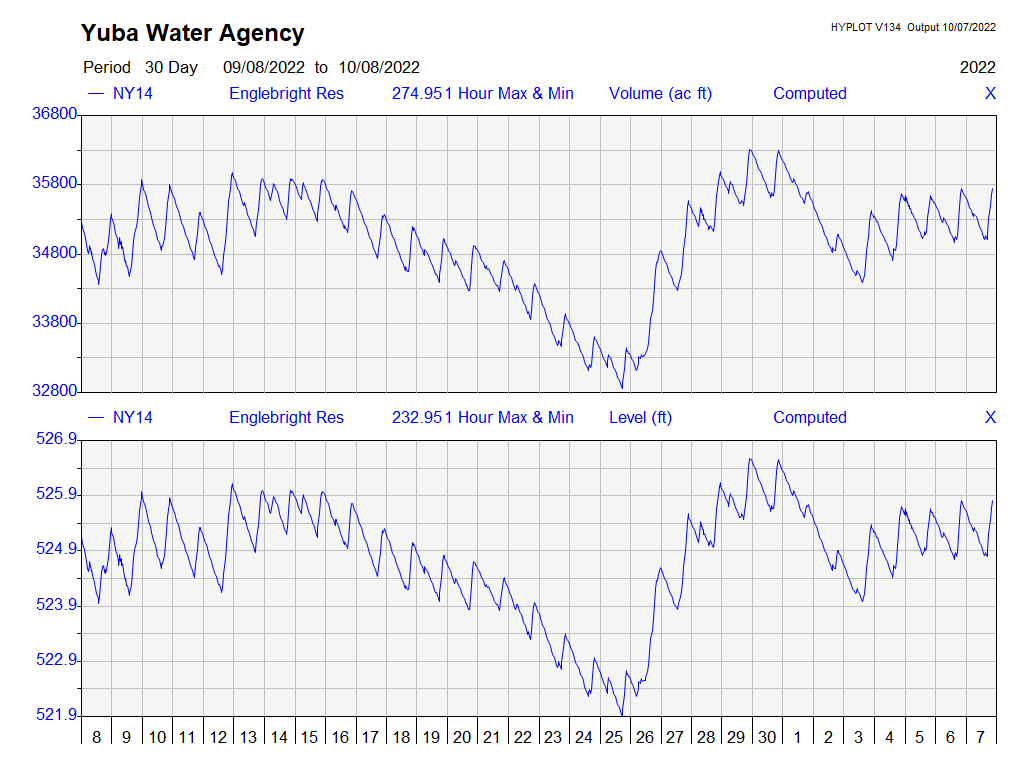 Yuba Water Agency
HYPLOT V134 Output 10/07/2022
Period 30 Day 09/08/2022 to 10/08/2022 2022
NY14 Englebright Res 274.951 Hour Max & Min Volume (ac ft) Computed X
36800
35800
34800
33800
32800
NY14 Englebright Res 232.951 Hour Max & Min Level (ft) Computed X
526.9
525.9
524.9
523.9
522.9
521.9
8 9 10 11 12 13 14 15 16 17 18 19 20 21 22 23 24 25 26 27 28 29 30 1 2 3 4 5 6 7